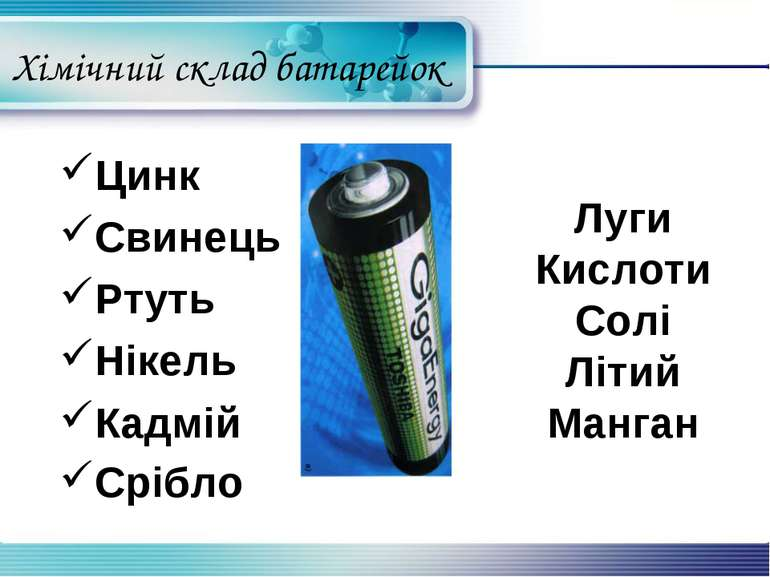 Хімічний склад батарейок
Цинк
Свинець
Ртуть
Нікель
Кадмій
Срібло
GigaEnergy
TOSHIBA
Луги
Кислоти
Солі
Літий
Манган